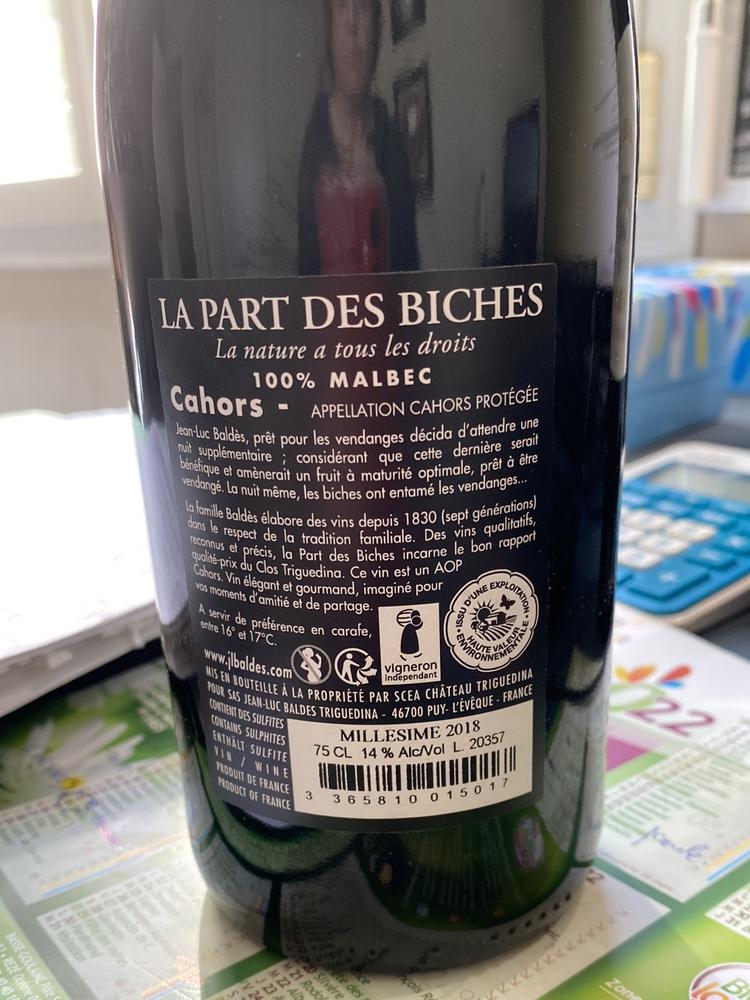 LA PART DES BICHES
La nature a tous les droits
100% MALBEC
Cahors - APPELLATION CAHORS PROTÉGÉE
Jean-Luc Baldès, prêt pour les vendanges décida d'attendre une
nuit supplémentaire ; considérant que cette dernière serait
bénéfique et amènerait un fruit à maturité optimale, prêt à être
vendangé. La nuit même, les biches ont entamé les vendanges...
La famille Baldès élabore des vins depuis 1830 (sept générations)
dans le respect de la tradition familiale. Des vins qualitatifs,
reconnus et précis, la Part des Biches incarne le bon rapport
qualité-prix du Clos Triguedina. Ce vin est un AOP
Cahors. Vin élégant et gourmand, imaginé pour
vos moments d'amitié et de partage.
A servir de préférence en carafe,
entre 16° et 17°C.
ISSU D'UNE EXPLOITATION
HAUTE VALEUR
ENVIRONNEMENTALE
vigneron
indépendant
www.jlbaldes.com
MIS EN BOUTEILLE À LA PROPRIÉTÉ PAR SCEA CHÂTEAU TRIGUEDINA
POUR SAS JEAN-LUC BALDES TRIGUEDINA - 46700 PUY-L'ÉVÊQUE - FRANCE
CONTIENT DES SULFITES
CONTAINS SULPHITES
ENTHÄLT SULFITE
VIN / WINE
PRODUIT DE FRANCE
PRODUCT OF FRANCE
MILLESIME 2018
75 CL 14 % Alc/Vol L. 20357
3 365810 015017
022